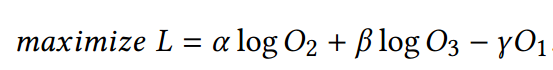 maximize L = α log O₂ + β log O₃ − γO₁